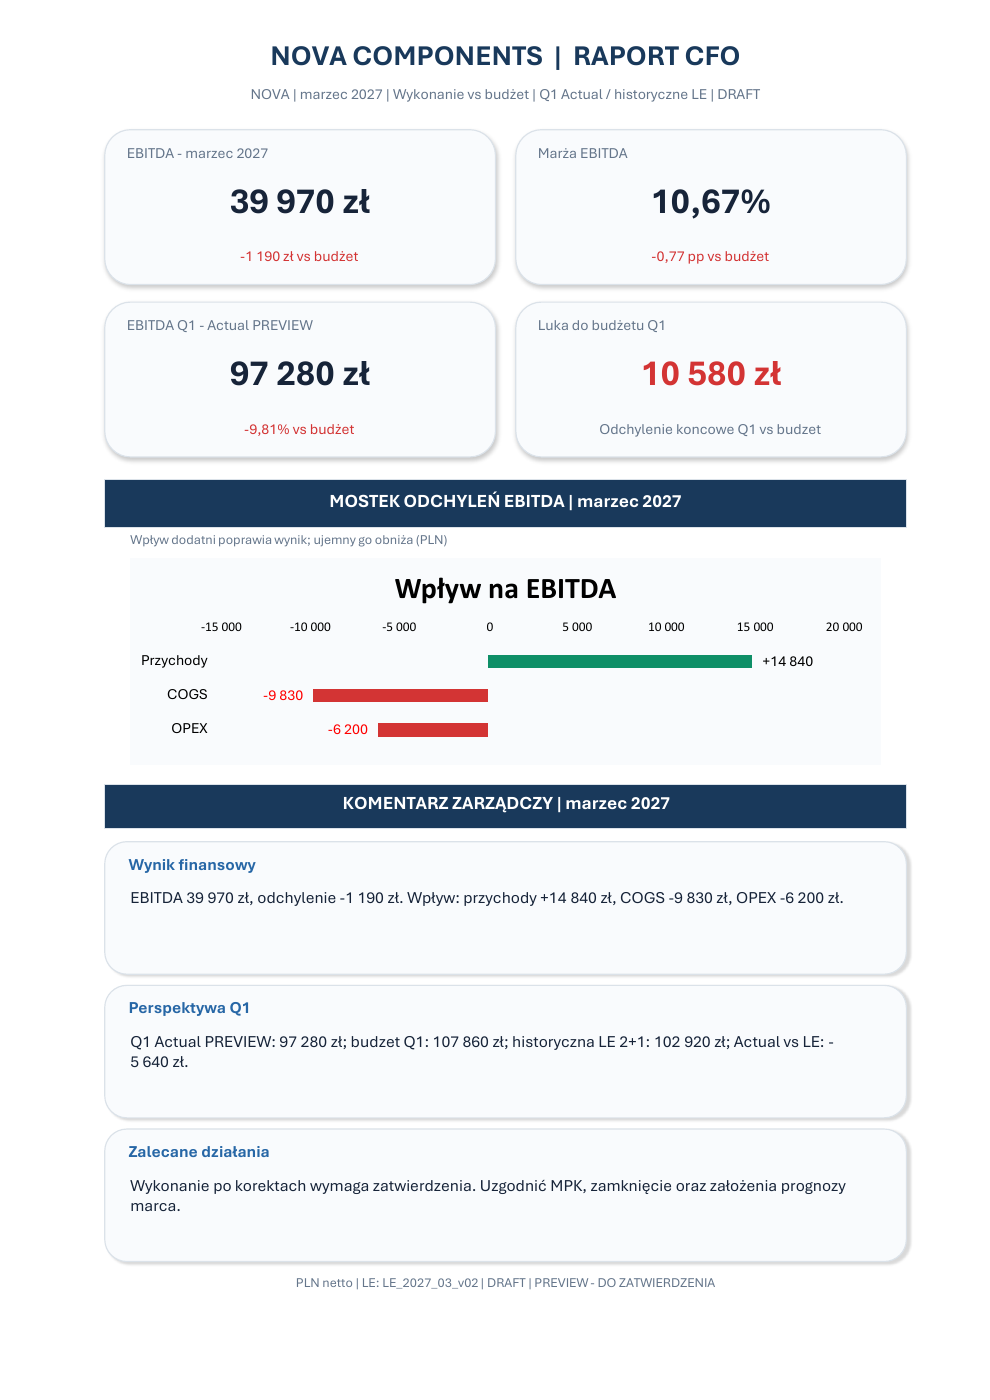 NOVA COMPONENTS | RAPORT CFO
NOVA | marzec 2027 | Wykonanie vs budżet | Q1 Actual / historyczne LE | DRAFT
EBITDA - marzec 2027
39 970 zł
-1 190 zł vs budżet
Marża EBITDA
10,67%
-0,77 pp vs budżet
EBITDA Q1 - Actual PREVIEW
97 280 zł
-9,81% vs budżet
Luka do budżetu Q1
10 580 zł
Odchylenie koncowe Q1 vs budzet
MOSTEK ODCHYLEŃ EBITDA | marzec 2027
Wpływ dodatni poprawia wynik; ujemny go obniża (PLN)
Wpływ na EBITDA
-15 000 -10 000 -5 000 0 5 000 10 000 15 000 20 000
Przychody +14 840
COGS -9 830
OPEX -6 200
KOMENTARZ ZARZĄDCZY | marzec 2027
Wynik finansowy
EBITDA 39 970 zł, odchylenie -1 190 zł. Wpływ: przychody +14 840 zł, COGS -9 830 zł, OPEX -6 200 zł.
Perspektywa Q1
Q1 Actual PREVIEW: 97 280 zł; budzet Q1: 107 860 zł; historyczna LE 2+1: 102 920 zł; Actual vs LE: -
5 640 zł.
Zalecane działania
Wykonanie po korektach wymaga zatwierdzenia. Uzgodnić MPK, zamknięcie oraz założenia prognozy
marca.
PLN netto | LE: LE_2027_03_v02 | DRAFT | PREVIEW - DO ZATWIERDZENIA